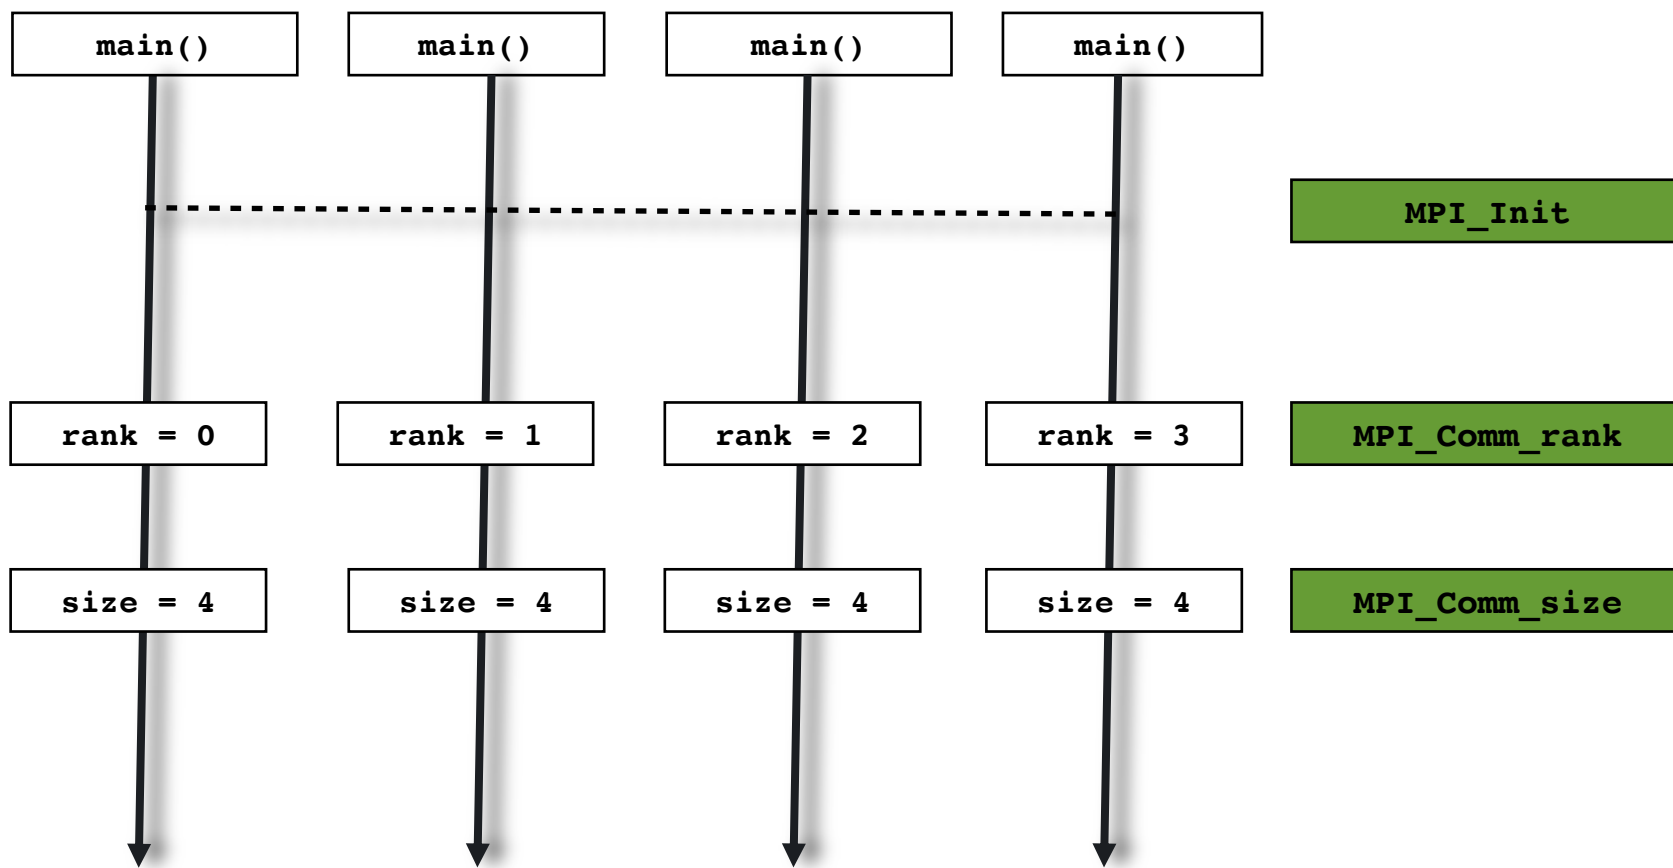 main()
main()
main()
main()
MPI_Init
rank = 0
rank = 1
rank = 2
rank = 3
MPI_Comm_rank
size = 4
size = 4
size = 4
size = 4
MPI_Comm_size